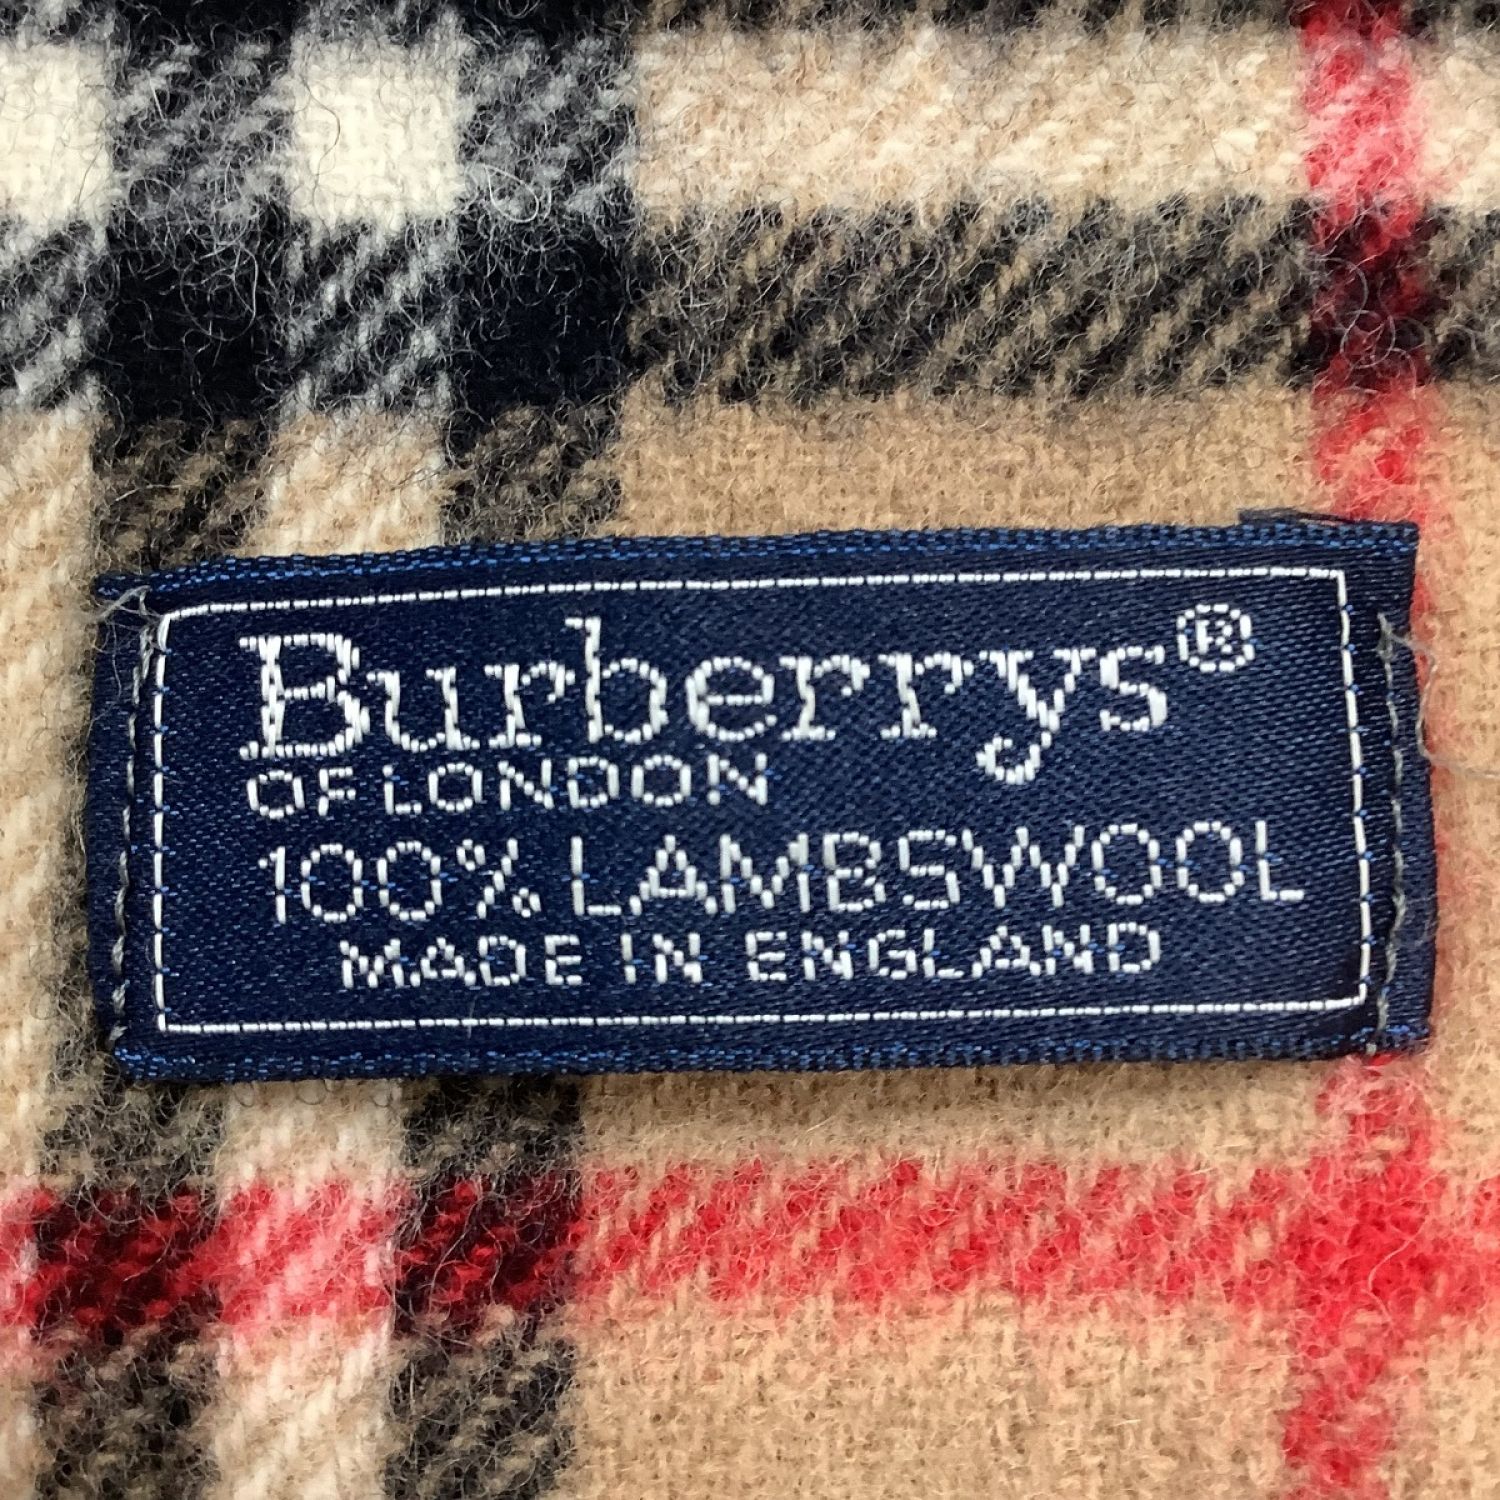 Burberrys®
OF LONDON
100% LAMBSWOOL
MADE IN ENGLAND